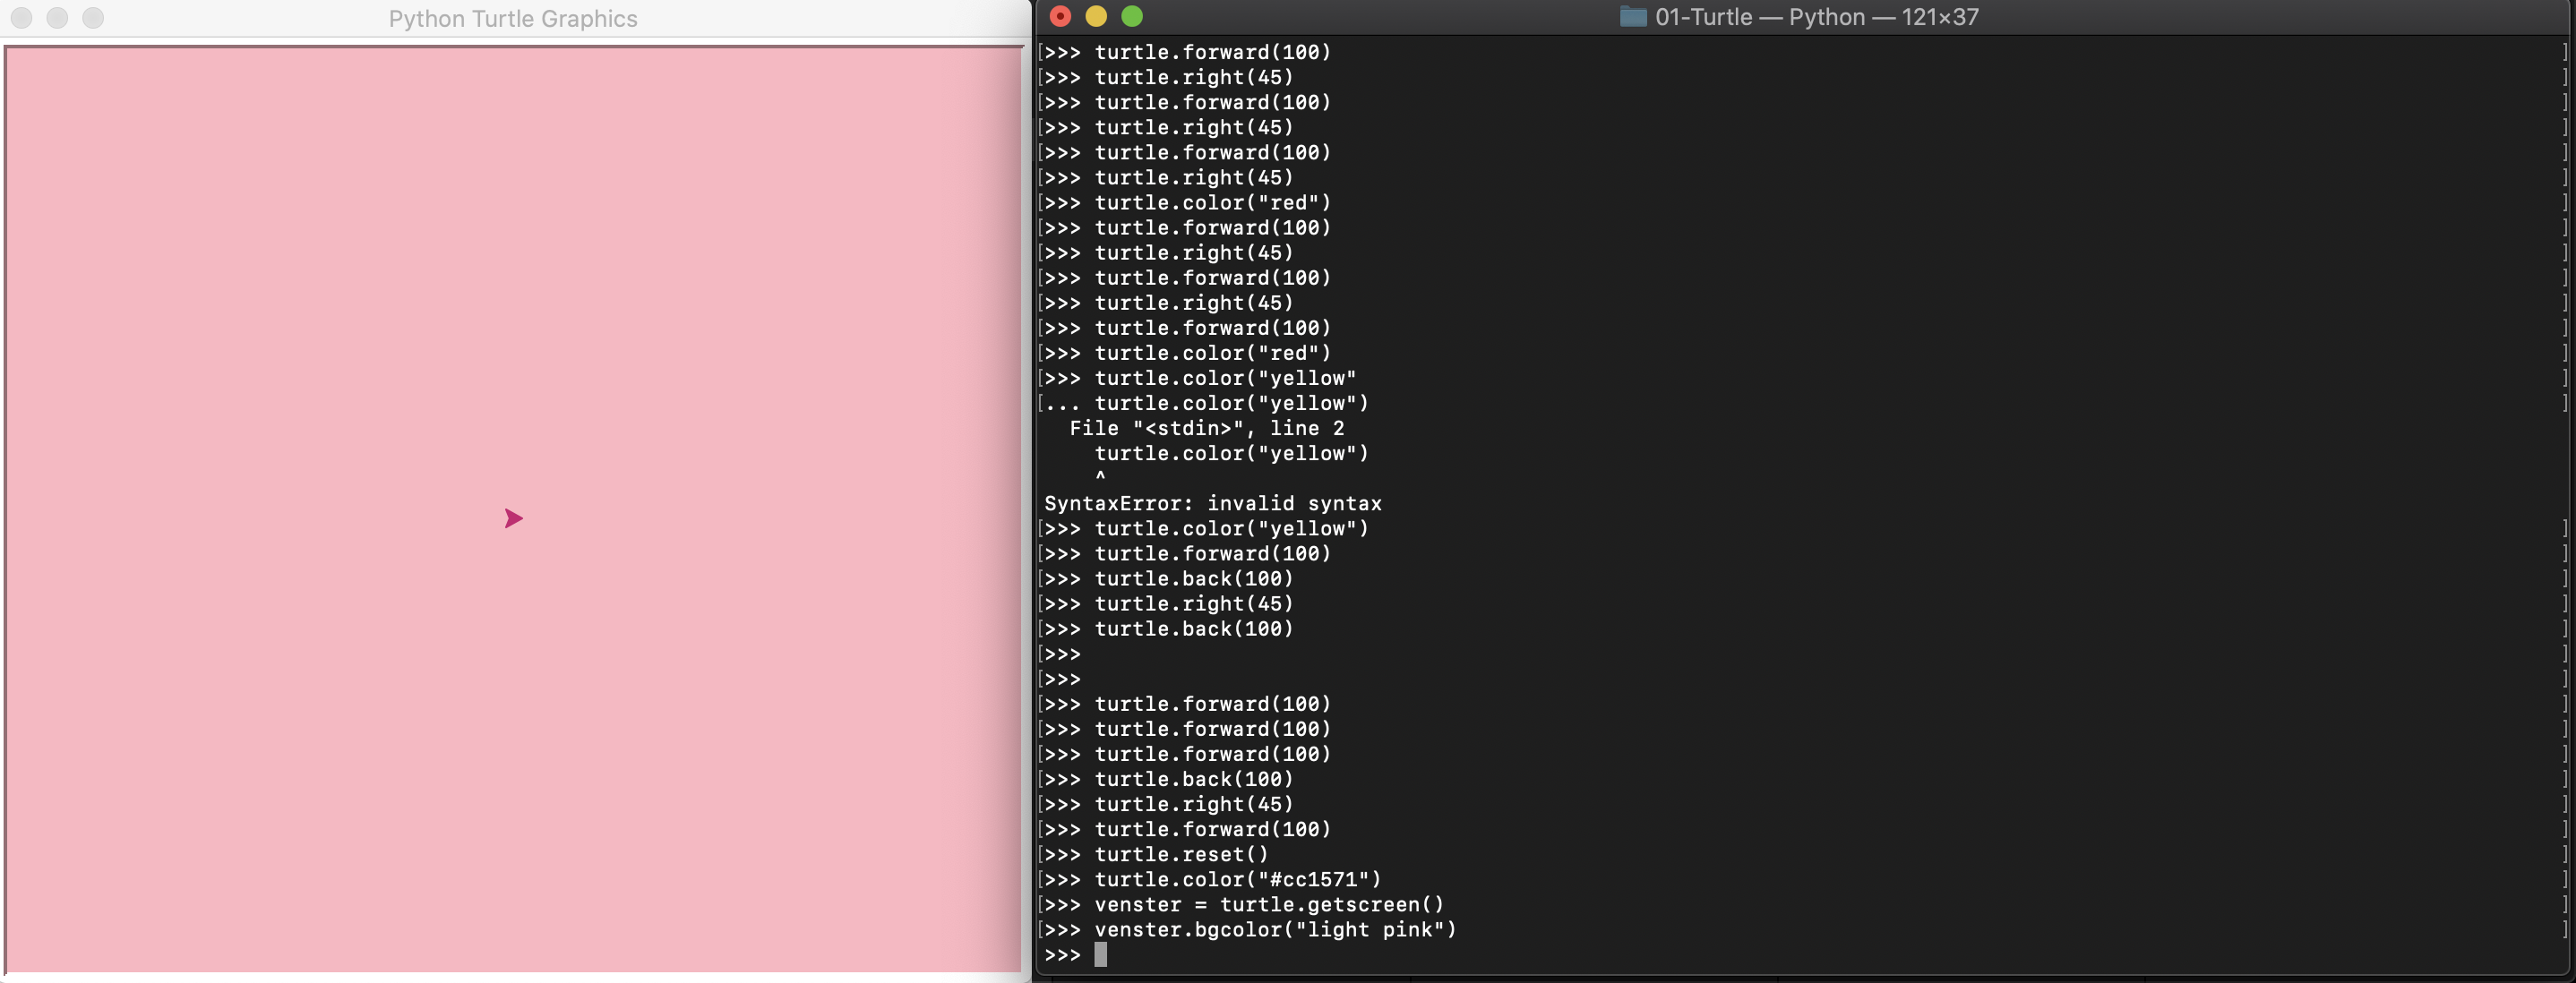 Python Turtle Graphics
01-Turtle — Python — 121×37
>>> turtle.forward(100)
>>> turtle.right(45)
>>> turtle.forward(100)
>>> turtle.right(45)
>>> turtle.forward(100)
>>> turtle.right(45)
>>> turtle.color("red")
>>> turtle.forward(100)
>>> turtle.right(45)
>>> turtle.forward(100)
>>> turtle.right(45)
>>> turtle.forward(100)
>>> turtle.color("red")
>>> turtle.color("yellow"
... turtle.color("yellow")
  File "<stdin>", line 2
    turtle.color("yellow")
    ^
SyntaxError: invalid syntax
>>> turtle.color("yellow")
>>> turtle.forward(100)
>>> turtle.back(100)
>>> turtle.right(45)
>>> turtle.back(100)
>>>
>>>
>>> turtle.forward(100)
>>> turtle.forward(100)
>>> turtle.forward(100)
>>> turtle.back(100)
>>> turtle.right(45)
>>> turtle.forward(100)
>>> turtle.reset()
>>> turtle.color("#cc1571")
>>> venster = turtle.getscreen()
>>> venster.bgcolor("light pink")
>>>